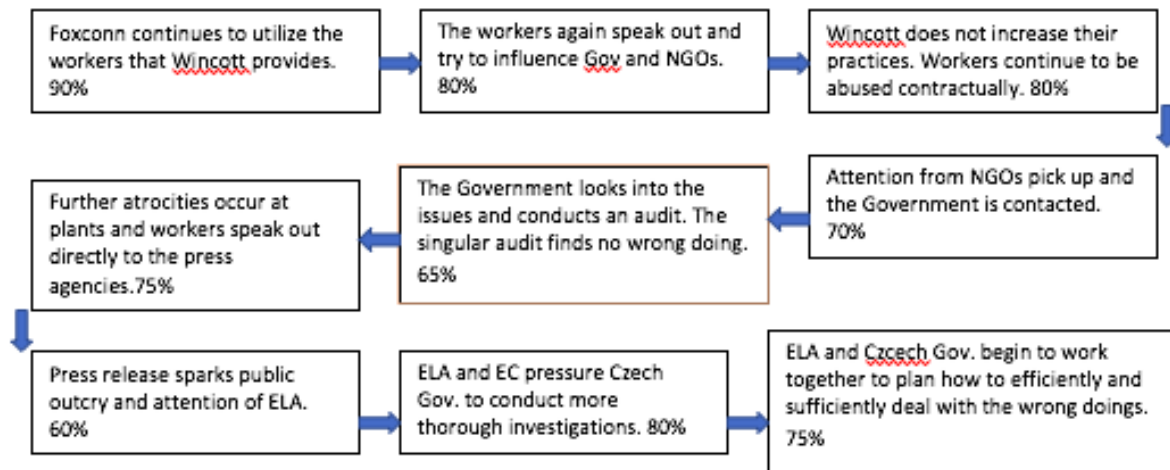 Foxconn continues to utilize the
workers that Wincott provides.
90%
The workers again speak out and
try to influence Gov and NGOs.
80%
Wincott does not increase their
practices. Workers continue to be
abused contractually. 80%
Attention from NGOs pick up and
the Government is contacted.
70%
The Government looks into the
issues and conducts an audit. The
singular audit finds no wrong doing.
65%
Further atrocities occur at
plants and workers speak out
directly to the press
agencies.75%
Press release sparks public
outcry and attention of ELA.
60%
ELA and EC pressure Czech
Gov. to conduct more
thorough investigations. 80%
ELA and Czcech Gov. begin to work
together to plan how to efficiently and
sufficiently deal with the wrong doings.
75%